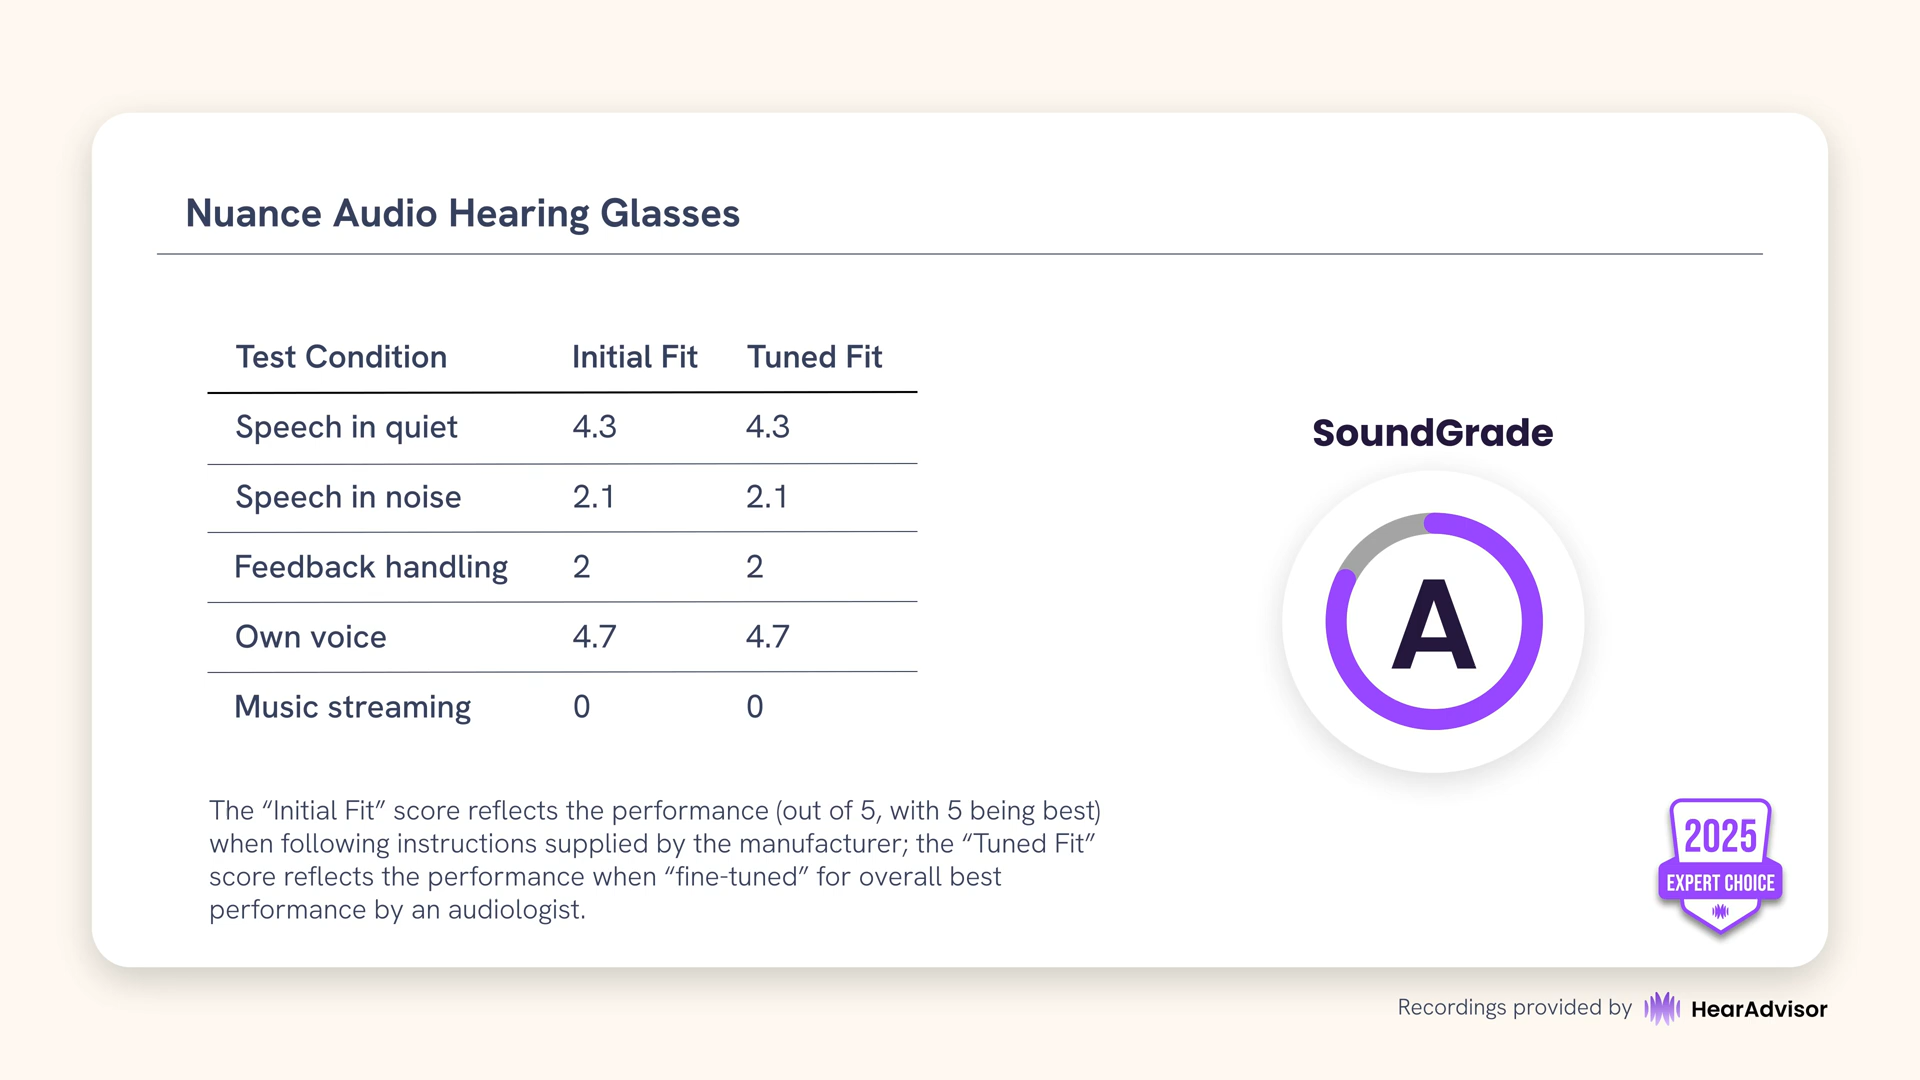 Nuance Audio Hearing Glasses
Test Condition Initial Fit Tuned Fit
Speech in quiet 4.3 4.3
Speech in noise 2.1 2.1
Feedback handling 2 2
Own voice 4.7 4.7
Music streaming 0 0
The “Initial Fit” score reflects the performance (out of 5, with 5 being best)
when following instructions supplied by the manufacturer; the “Tuned Fit”
score reflects the performance when “fine-tuned” for overall best
performance by an audiologist.
SoundGrade
A
2025
EXPERT CHOICE
Recordings provided by HearAdvisor